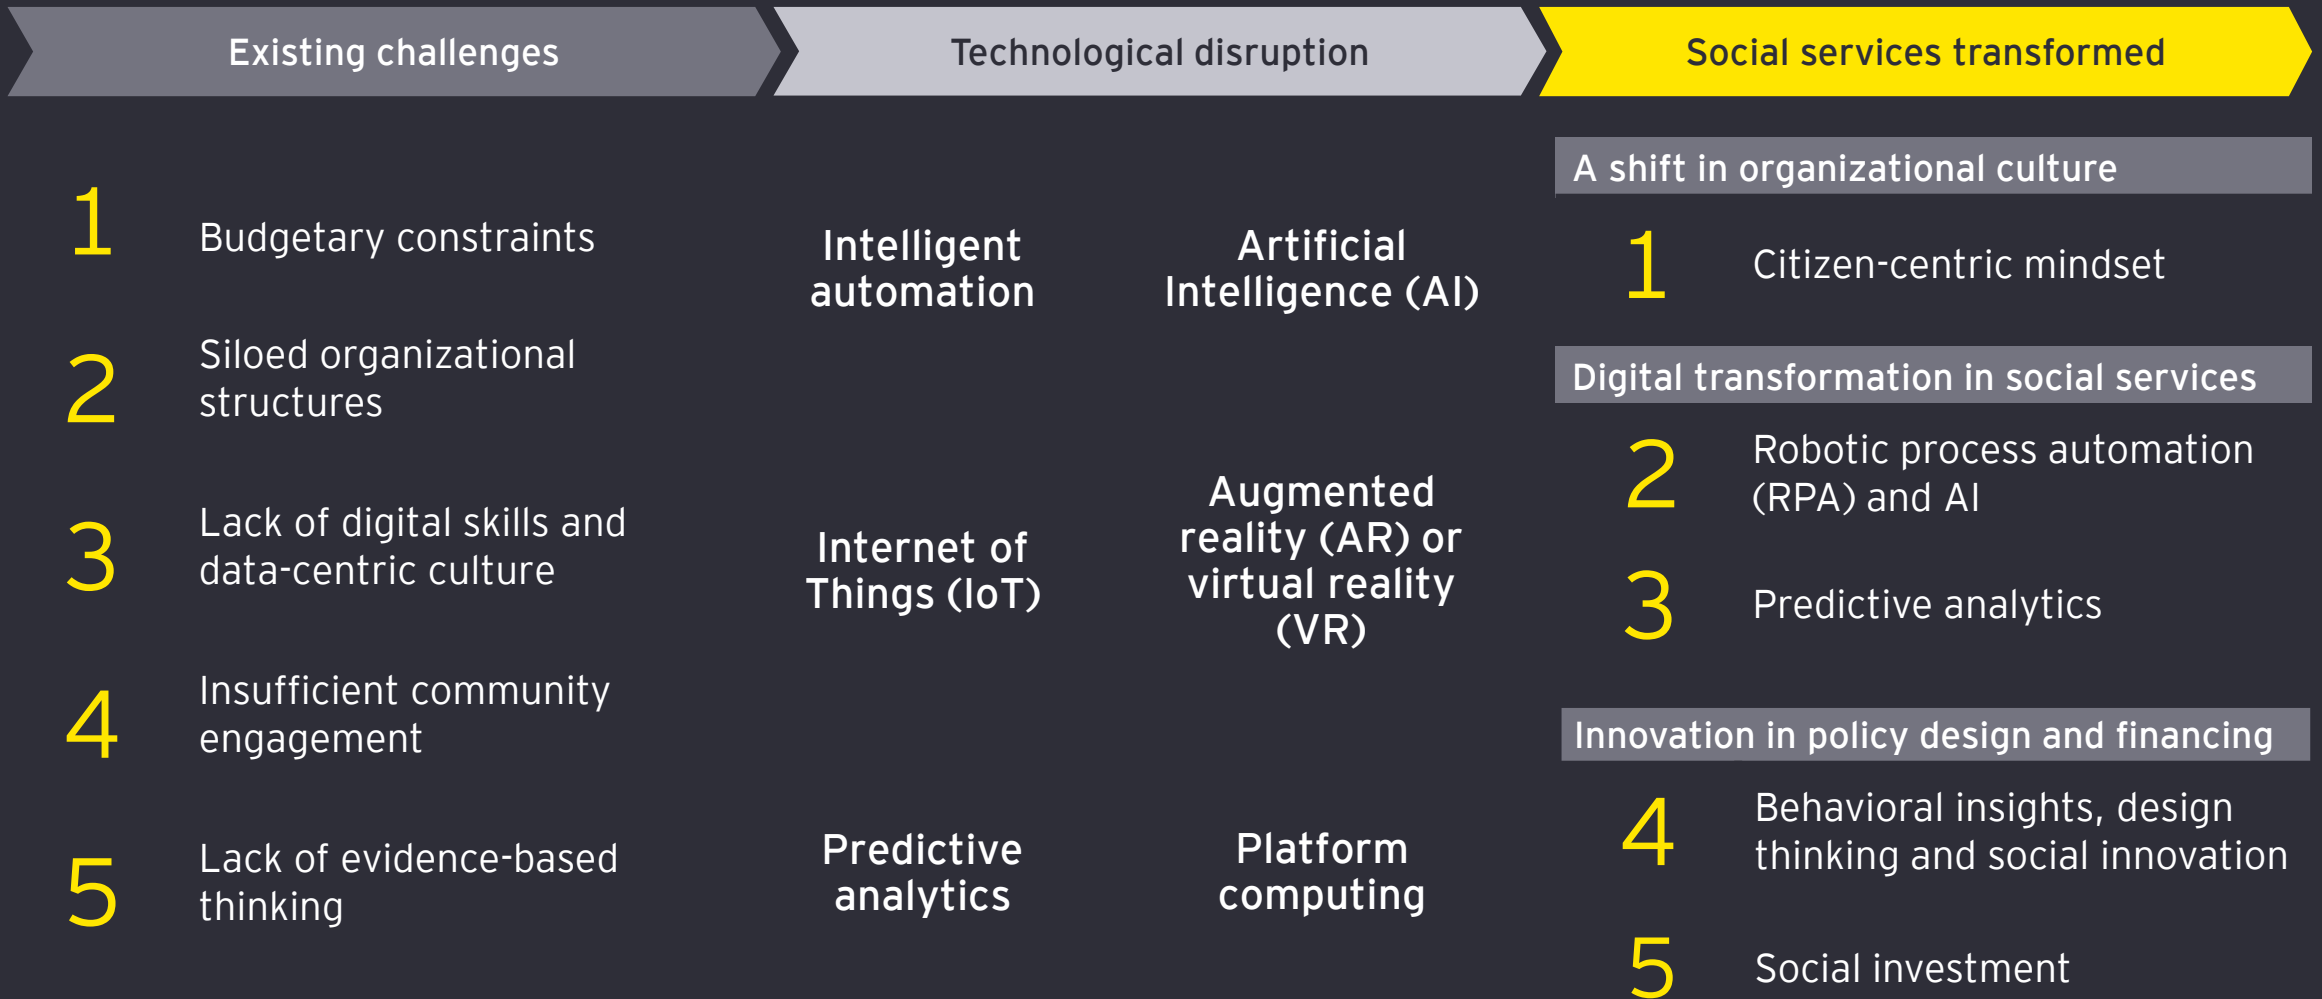 Existing challenges
Technological disruption
Social services transformed
1
Budgetary constraints
2
Siloed organizational
structures
3
Lack of digital skills and
data-centric culture
4
Insufficient community
engagement
5
Lack of evidence-based
thinking
Intelligent
automation
Artificial
Intelligence (AI)
Internet of
Things (IoT)
Augmented
reality (AR) or
virtual reality
(VR)
Predictive
analytics
Platform
computing
A shift in organizational culture
1
Citizen-centric mindset
Digital transformation in social services
2
Robotic process automation
(RPA) and AI
3
Predictive analytics
Innovation in policy design and financing
4
Behavioral insights, design
thinking and social innovation
5
Social investment